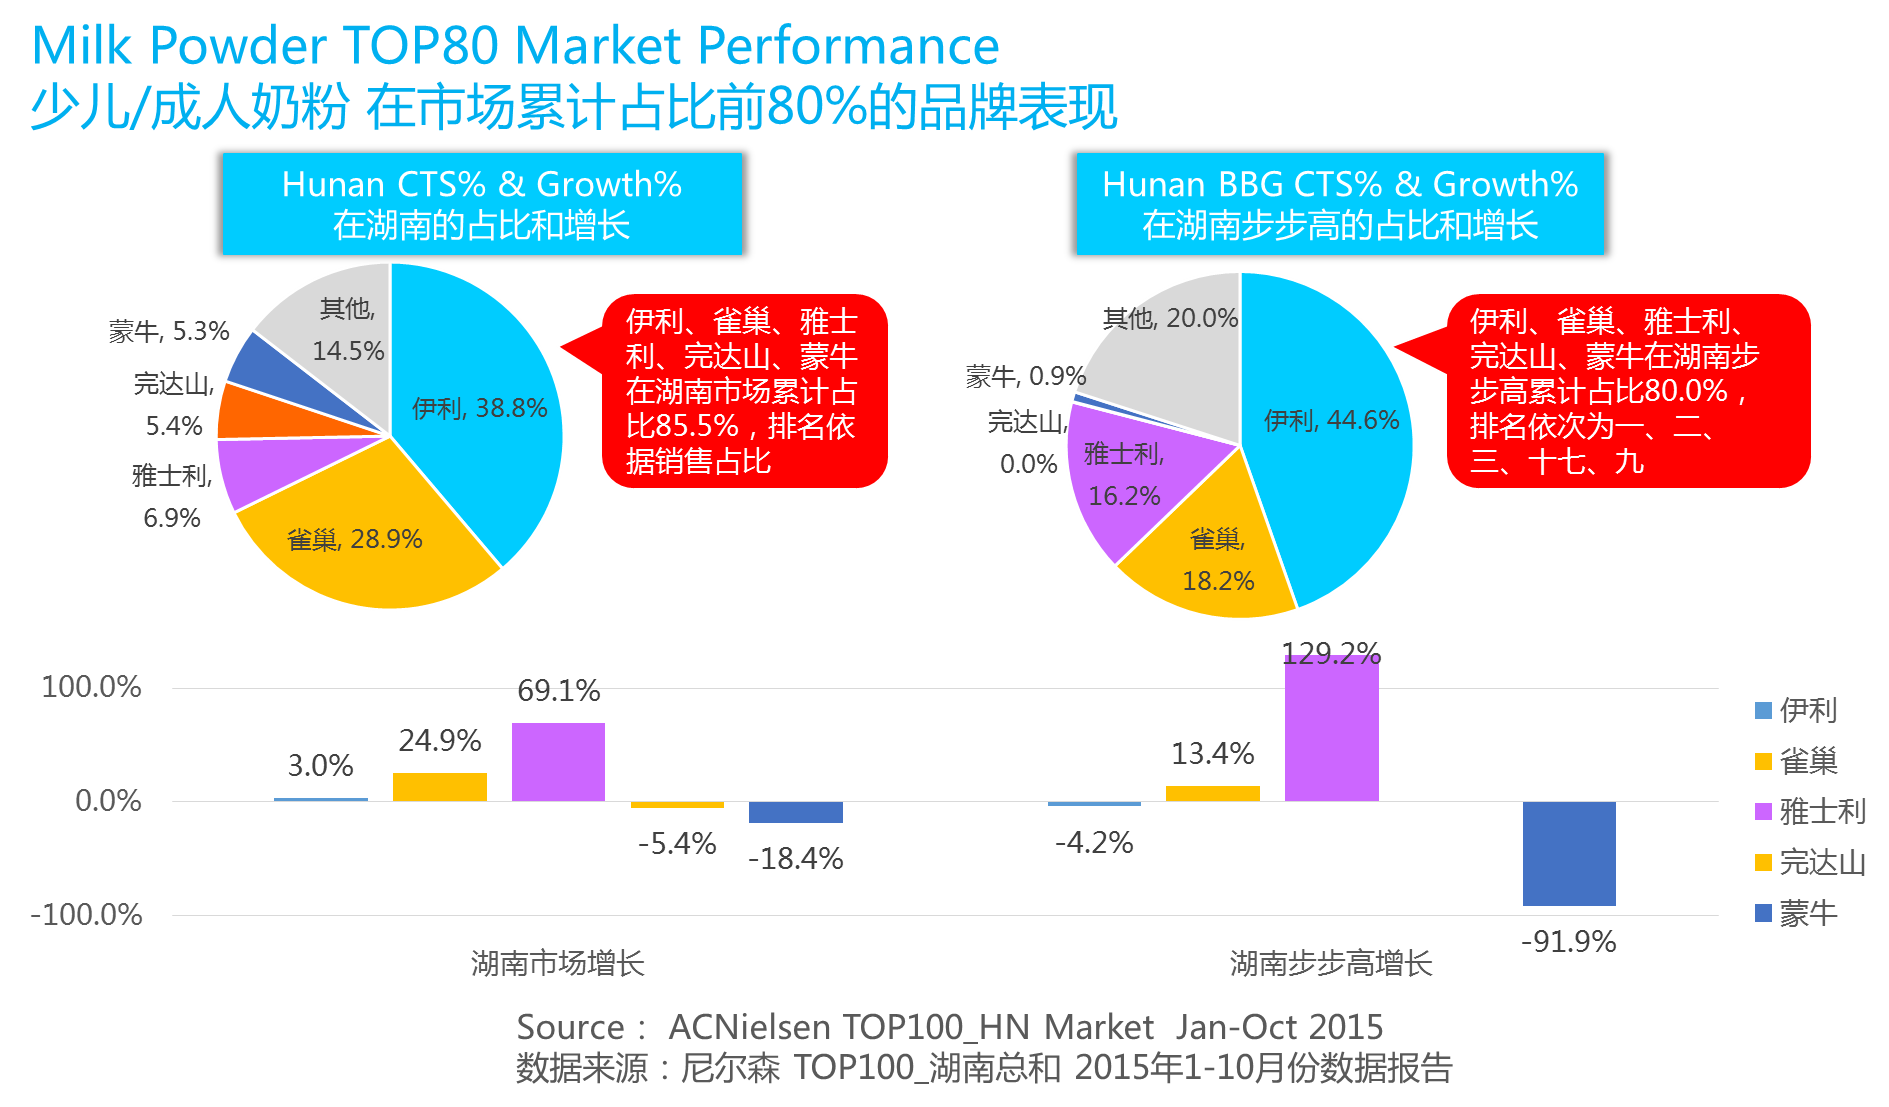 Milk Powder TOP80 Market Performance
少儿/成人奶粉 在市场累计占比前80%的品牌表现
Hunan CTS% & Growth%
在湖南的占比和增长
Hunan BBG CTS% & Growth%
在湖南步步高的占比和增长
其他,
14.5%
蒙牛, 5.3%
完达山,
5.4%
雅士利,
6.9%
伊利, 38.8%
雀巢, 28.9%
伊利、雀巢、雅士
利、完达山、蒙牛
在湖南市场累计占
比85.5%，排名依
据销售占比
其他, 20.0%
蒙牛, 0.9%
完达山,
0.0%
雅士利,
16.2%
伊利, 44.6%
雀巢,
18.2%
伊利、雀巢、雅士利、
完达山、蒙牛在湖南步
步高累计占比80.0%，
排名依次为一、二、
三、十七、九
100.0%
0.0%
-100.0%
3.0%
24.9%
69.1%
-5.4%
-18.4%
-4.2%
13.4%
129.2%
-91.9%
湖南市场增长
湖南步步高增长
伊利
雀巢
雅士利
完达山
蒙牛
Source： ACNielsen TOP100_HN Market  Jan-Oct 2015
数据来源：尼尔森 TOP100_湖南总和 2015年1-10月份数据报告